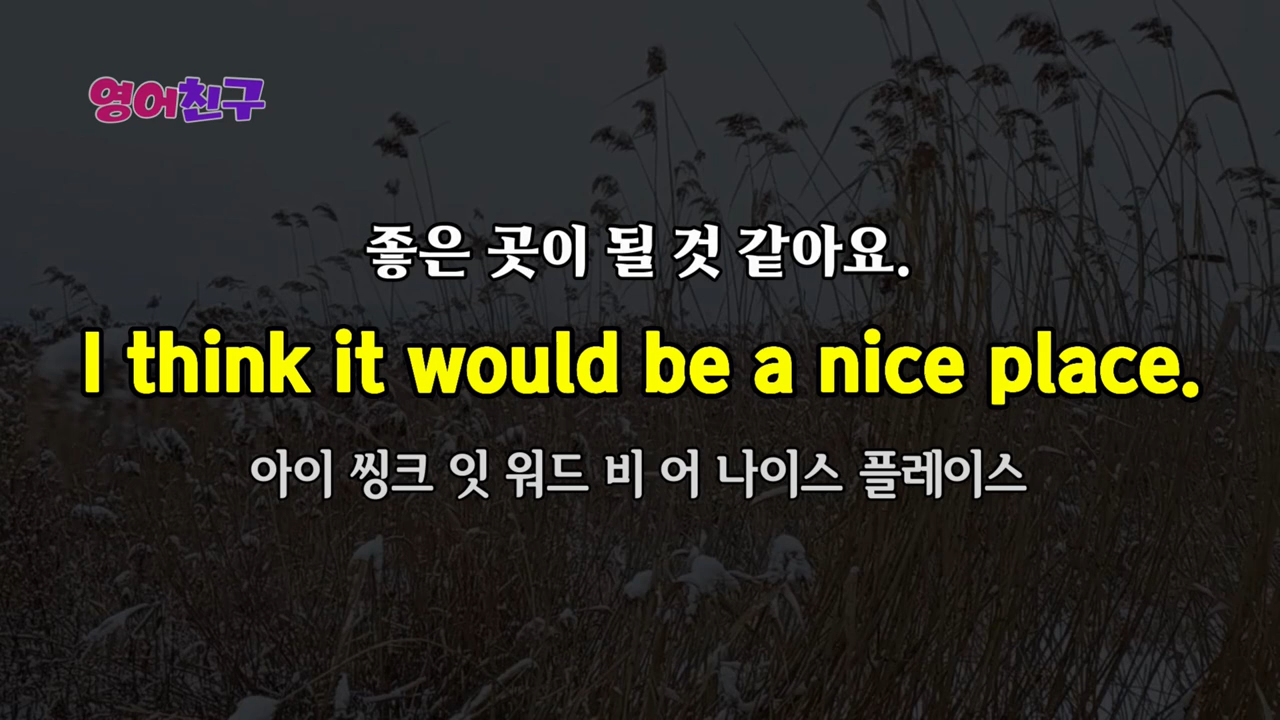 영어친구
좋은 곳이 될 것 같아요.
I think it would be a nice place.
아이 씽크 잇 워드 비 어 나이스 플레이스